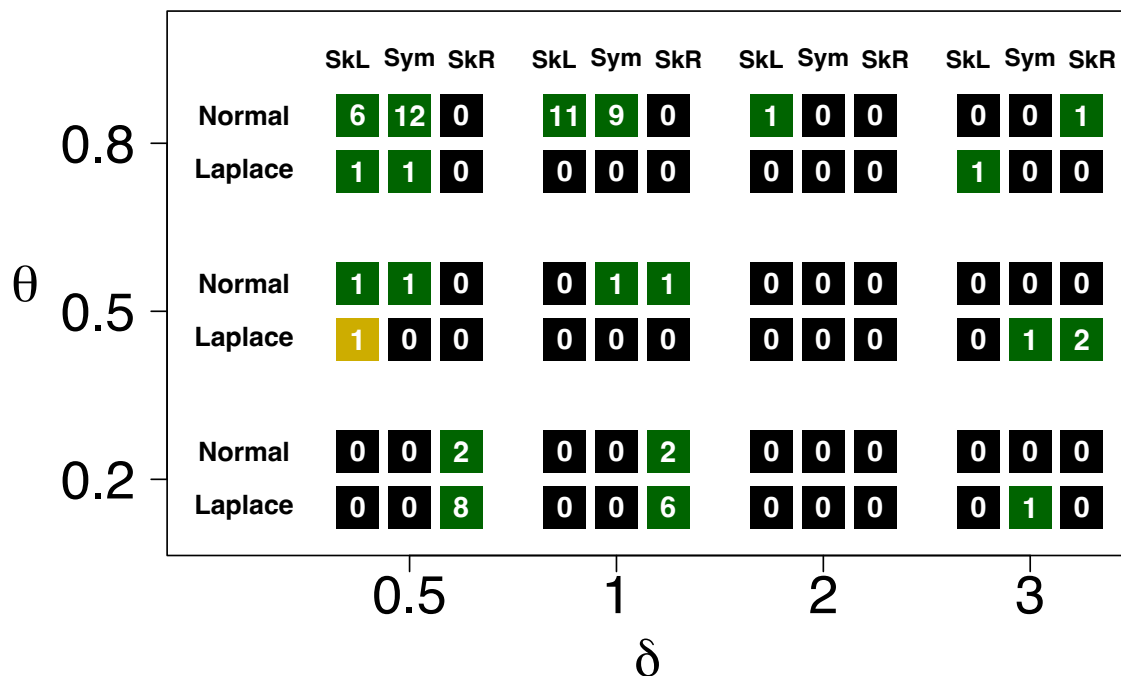 SkL Sym SkR SkL Sym SkR SkL Sym SkR SkL Sym SkR
Normal 6 12 0 11 9 0 1 0 0 0 0 1
0.8
Laplace 1 1 0 0 0 0 0 0 0 1 0 0
Normal 1 1 0 0 1 1 0 0 0 0 0 0
θ
0.5
Laplace 1 0 0 0 0 0 0 0 0 0 1 2
Normal 0 0 2 0 0 2 0 0 0 0 0 0
0.2
Laplace 0 0 8 0 0 6 0 0 0 0 1 0
0.5 1 2 3
δ